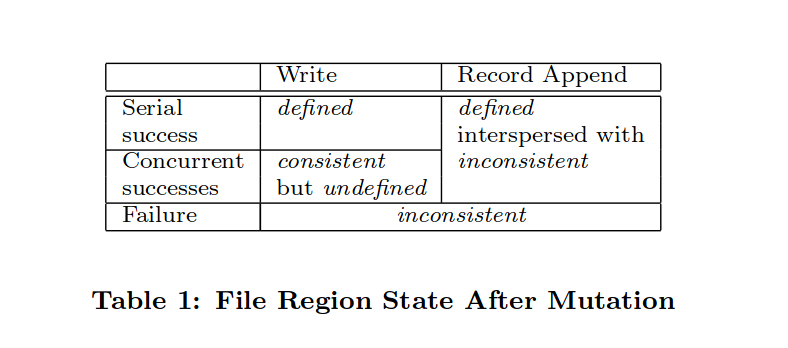 Write Record Append
Serial defined defined
success interspersed with
Concurrent consistent inconsistent
successes but undefined
Failure inconsistent
Table 1: File Region State After Mutation